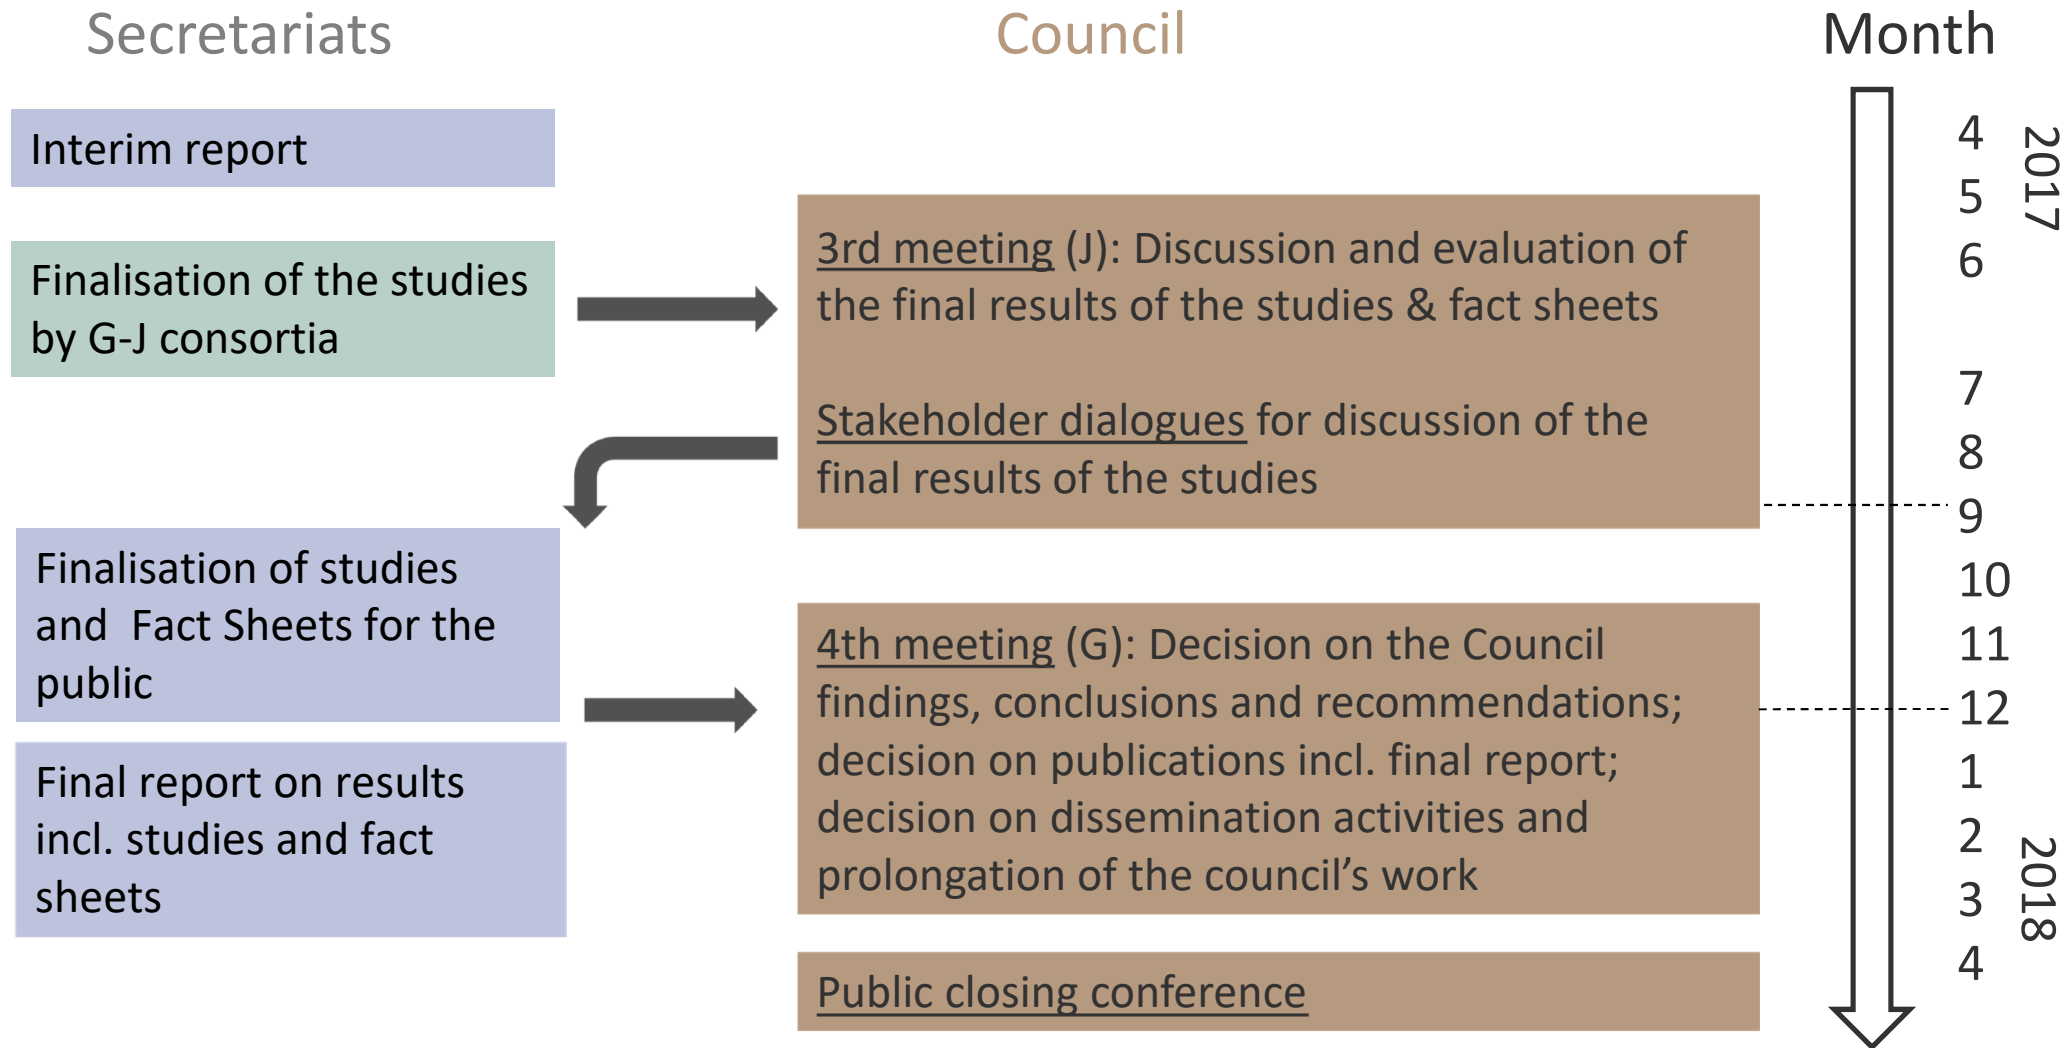 Secretariats
Council
Month
Interim report
Finalisation of the studies
by G-J consortia
3rd meeting (J): Discussion and evaluation of
the final results of the studies & fact sheets
Stakeholder dialogues for discussion of the
final results of the studies
Finalisation of studies
and  Fact Sheets for the
public
Final report on results
incl. studies and fact
sheets
4th meeting (G): Decision on the Council
findings, conclusions and recommendations;
decision on publications incl. final report;
decision on dissemination activities and
prolongation of the council’s work
Public closing conference
4
5
6
7
8
9
10
11
12
1
2
3
4
2017
2018